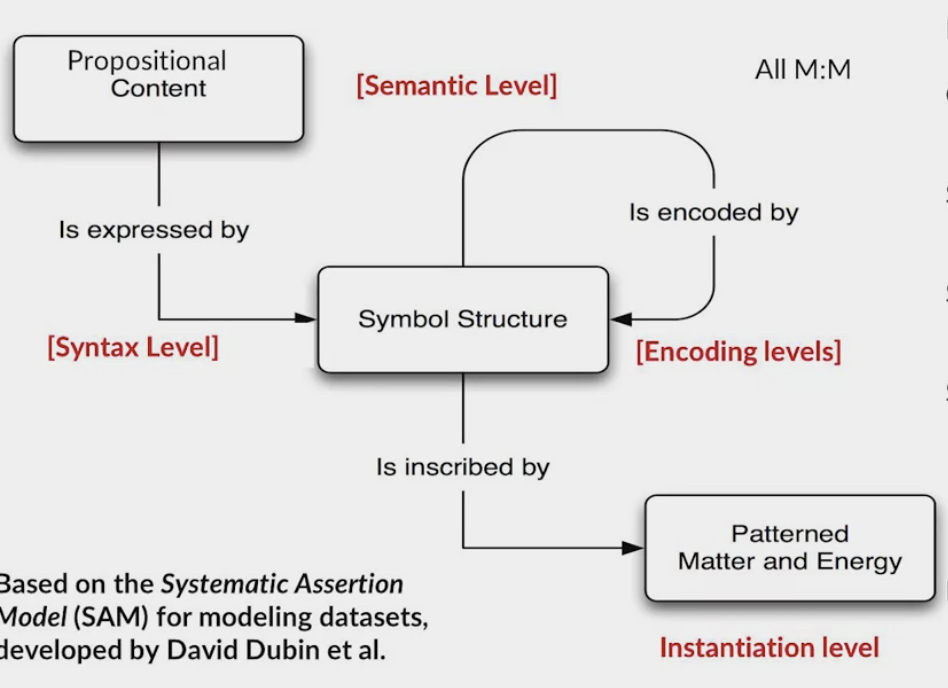 Propositional
Content
[Semantic Level]
All M:M
Is expressed by
Is encoded by
Symbol Structure
[Syntax Level]
[Encoding levels]
Is inscribed by
Patterned
Matter and Energy
Based on the Systematic Assertion
Model (SAM) for modeling datasets,
developed by David Dubin et al.
Instantiation level